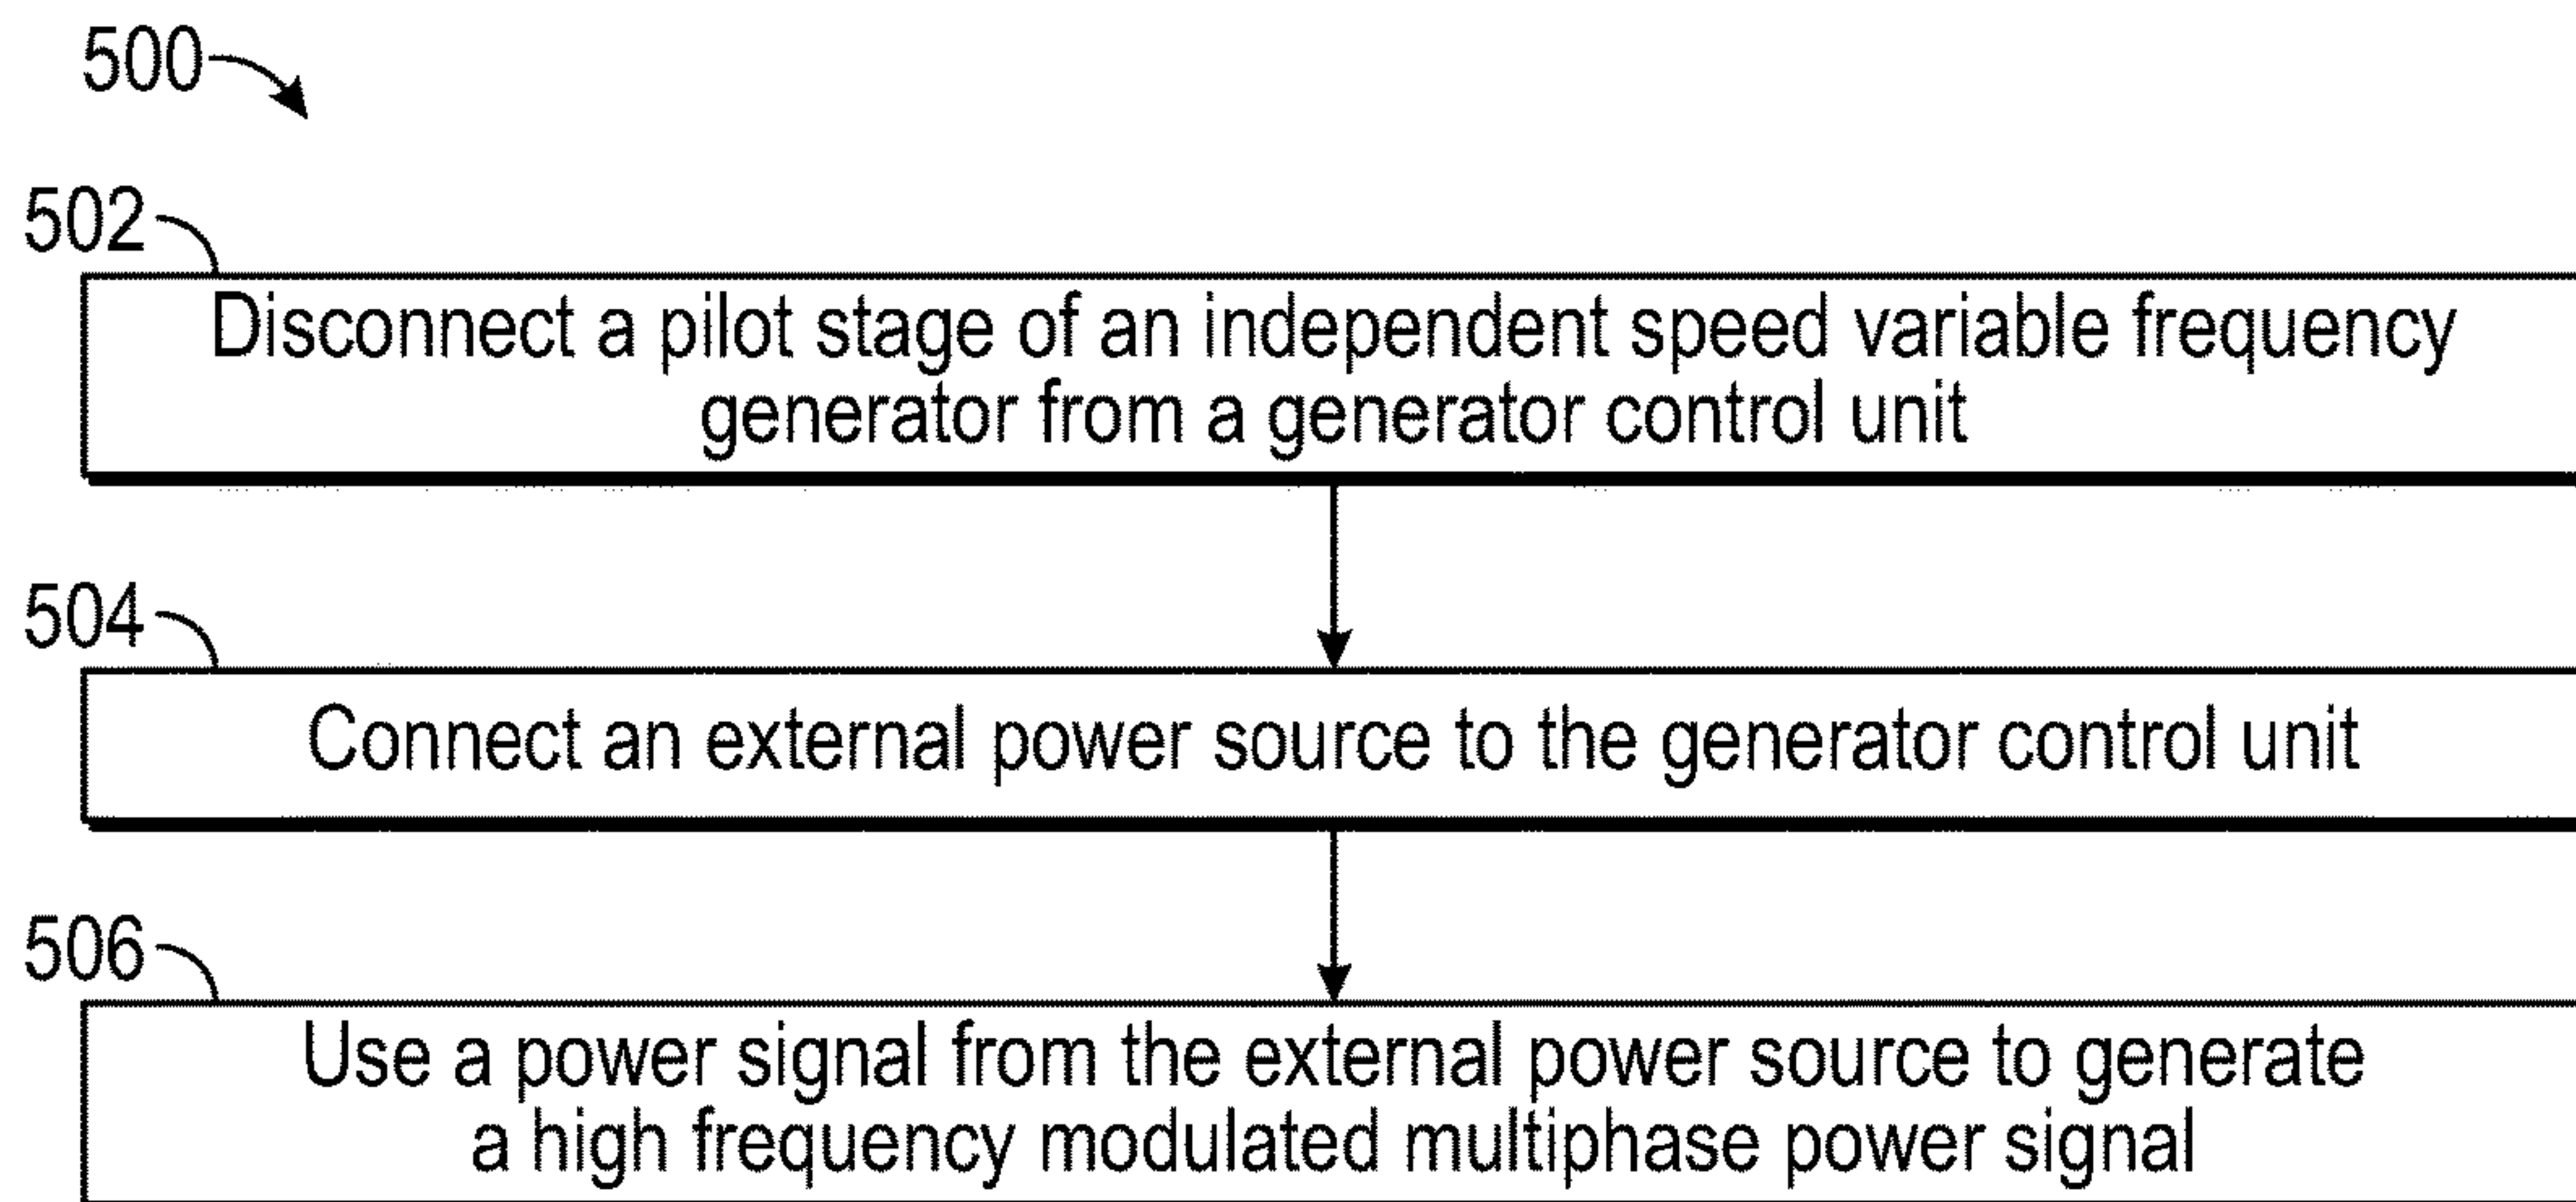 500
502
Disconnect a pilot stage of an independent speed variable frequency
generator from a generator control unit
504
Connect an external power source to the generator control unit
506
Use a power signal from the external power source to generate
a high frequency modulated multiphase power signal